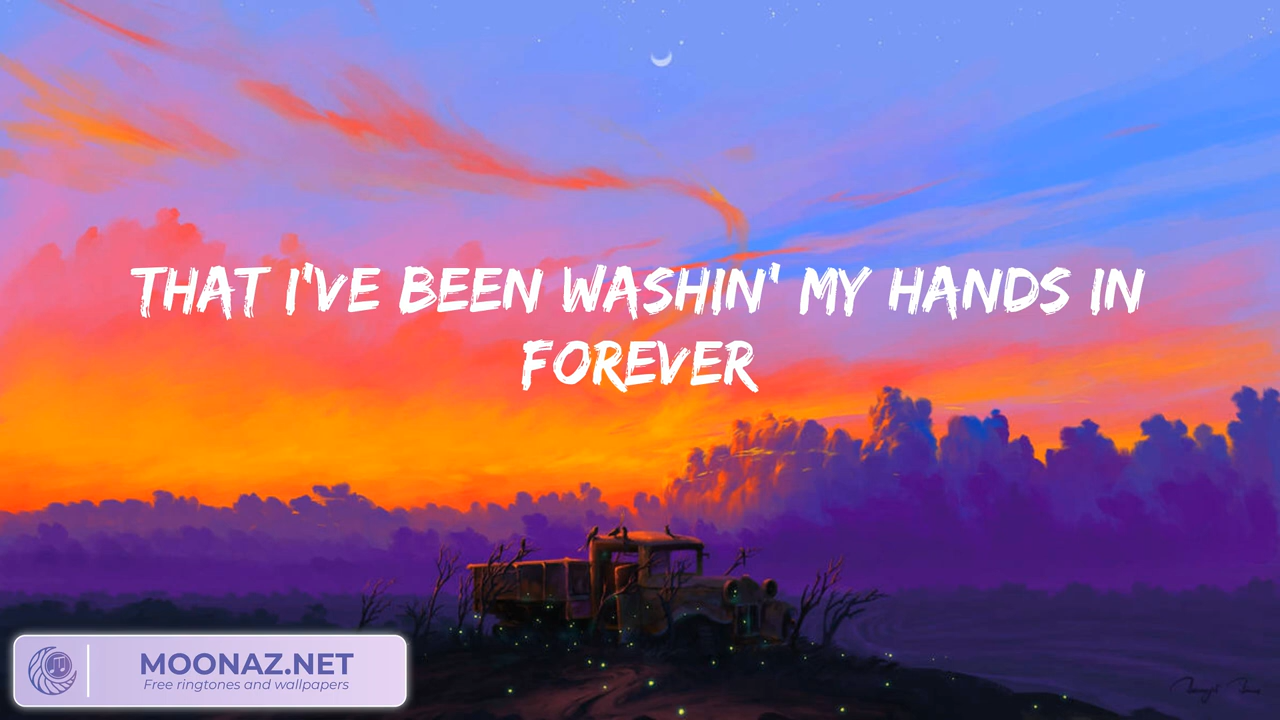 THAT I'VE BEEN WASHIN' MY HANDS IN
FOREVER
MOONAZ.NET
Free ringtones and wallpapers